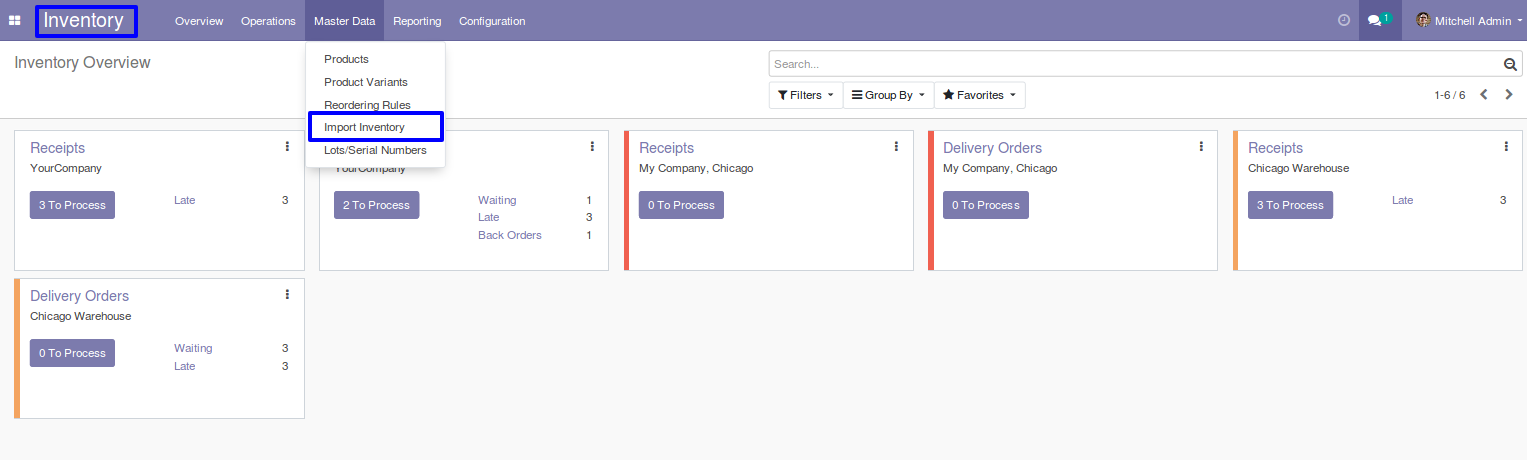 Inventory Overview Operations Master Data Reporting Configuration 1 Mitchell Admin
Products
Product Variants
Reordering Rules
Import Inventory
Lots/Serial Numbers
Inventory Overview
Search...
Filters Group By Favorites 1-6 / 6
Receipts
YourCompany
3 To Process
Late 3
YourCompany
2 To Process
Waiting 1
Late 3
Back Orders 1
Receipts
My Company, Chicago
0 To Process
Delivery Orders
My Company, Chicago
0 To Process
Receipts
Chicago Warehouse
3 To Process
Late 3
Delivery Orders
Chicago Warehouse
0 To Process
Waiting 3
Late 3